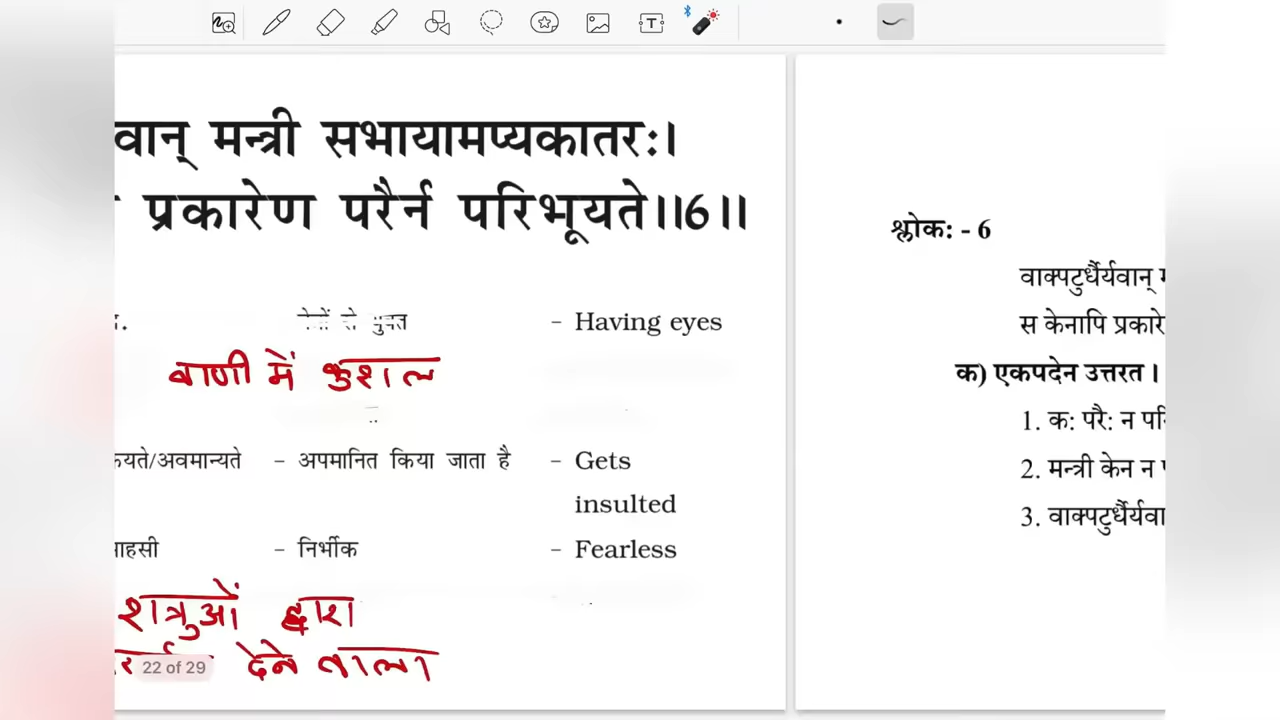 वान् मन्त्री सभायामप्यकातरः।
प्रकारेण परैर्न परिभूयते।।6।।
– Having eyes
वाणी में कुशल
क्रियते/अवमान्यते – अपमानित किया जाता है – Gets
insulted
साहसी – निर्भीक – Fearless
शत्रुओं द्वारा
देने वाला
22 of 29
श्लोक: - 6
वाक्पटुर्धैर्यवान्
स केनापि प्रकारे
क) एकपदेन उत्तरत।
1. क: परै: न परि
2. मन्त्री केन न
3. वाक्पटुर्धैर्यवा